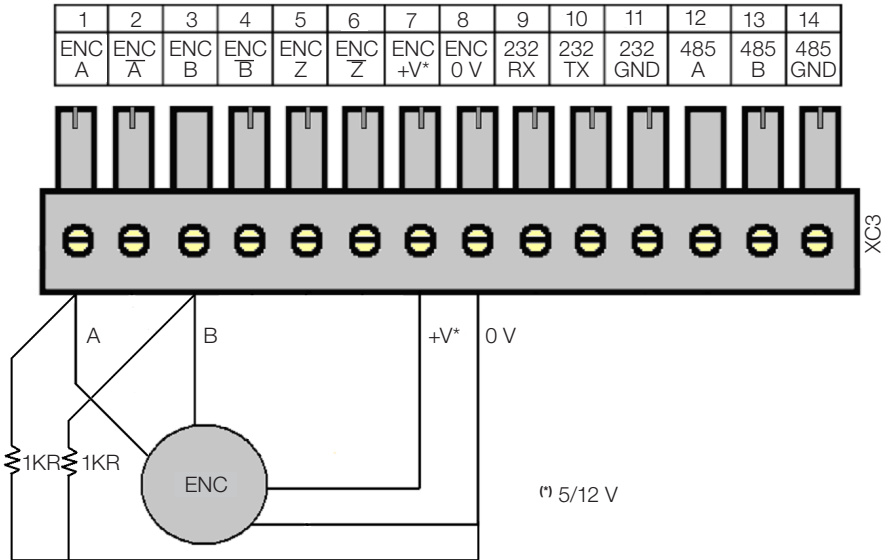 1 2 3 4 5 6 7 8 9 10 11 12 13 14
ENC A ENC A̅ ENC B ENC B̅ ENC Z ENC Z̅ ENC +V* ENC 0 V 232 RX 232 TX 232 GND 485 A 485 B 485 GND
XC3
A B +V* 0 V
1KR 1KR
ENC
(*) 5/12 V